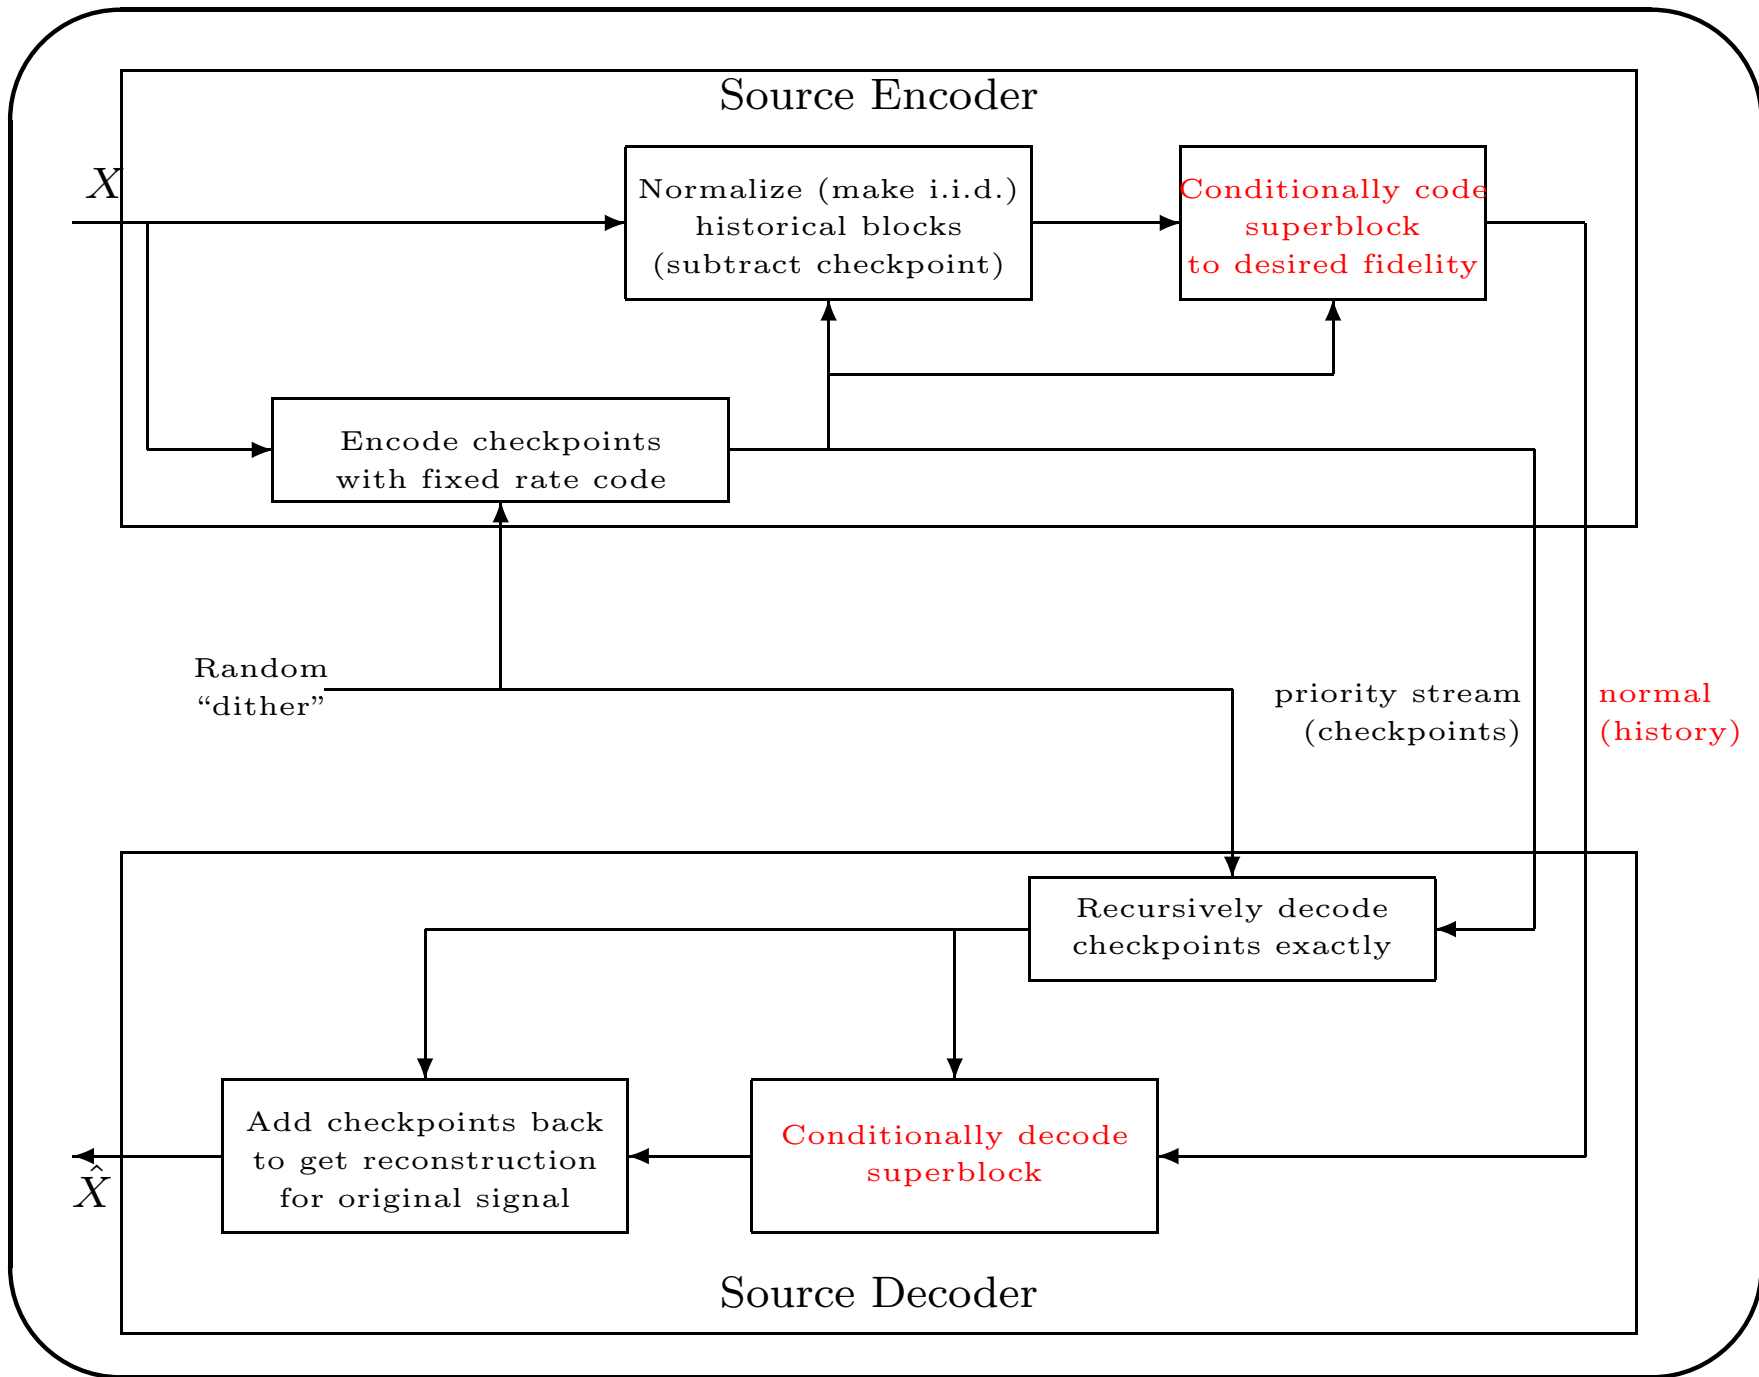 Source Encoder
X
Normalize (make i.i.d.)
historical blocks
(subtract checkpoint)
Conditionally code
superblock
to desired fidelity
Encode checkpoints
with fixed rate code
Random
“dither”
priority stream
(checkpoints)
normal
(history)
Recursively decode
checkpoints exactly
Add checkpoints back
to get reconstruction
for original signal
Conditionally decode
superblock
X̂
Source Decoder